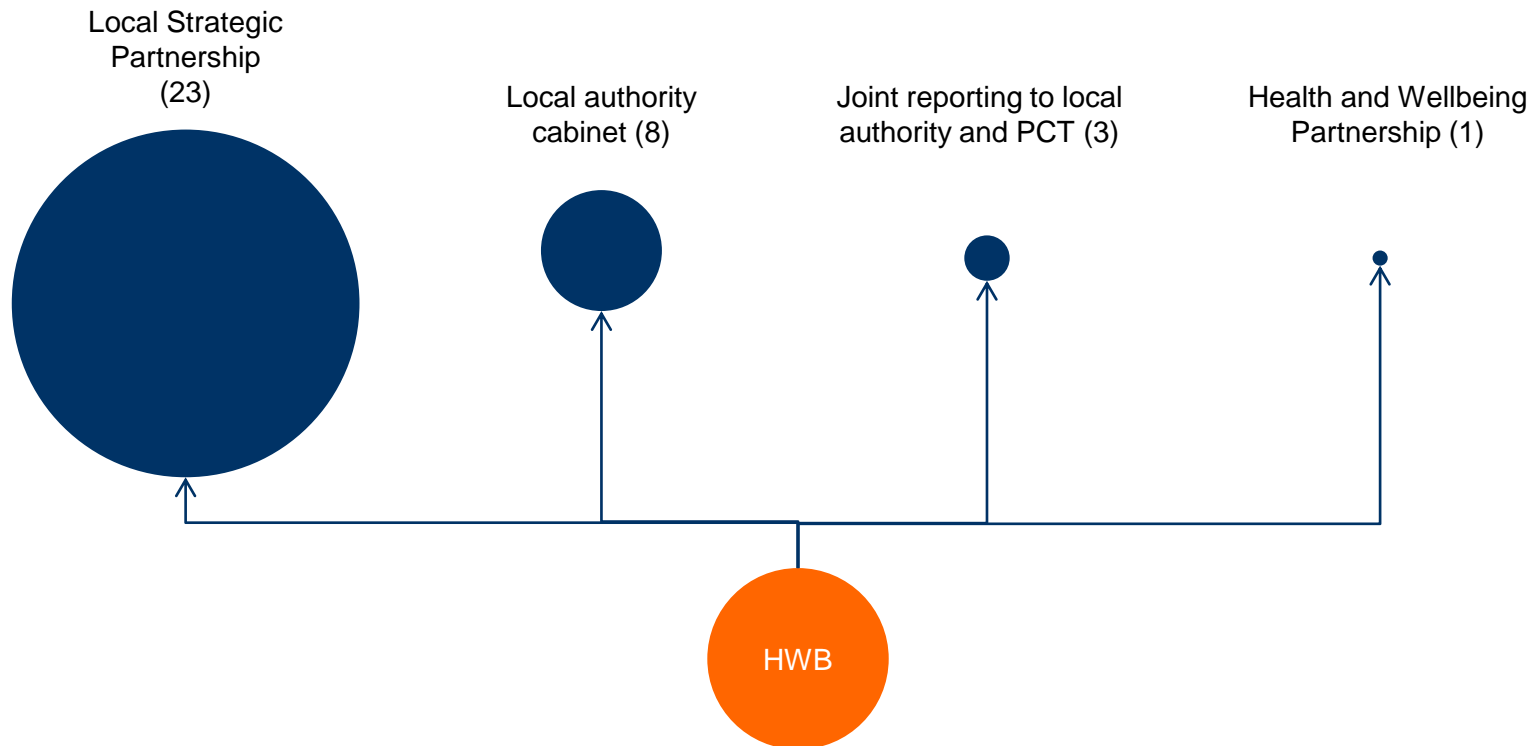 Local Strategic
Partnership
(23)
Local authority
cabinet (8)
Joint reporting to local
authority and PCT (3)
Health and Wellbeing
Partnership (1)
HWB